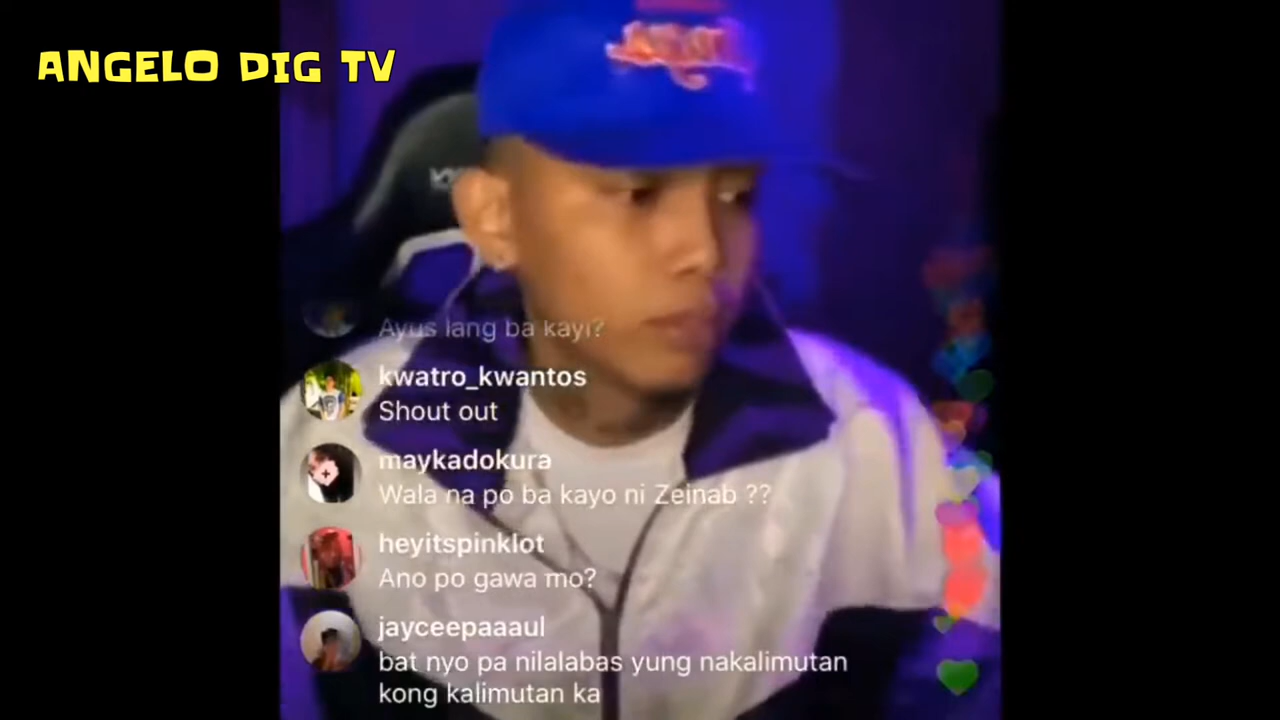 ANGELO DIG TV
Ayus lang ba kayi?
kwatro_kwantos
Shout out
maykadokura
Wala na po ba kayo ni Zeinab ??
heyitspinklot
Ano po gawa mo?
jayceepaaaul
bat nyo pa nilalabas yung nakalimutan
kong kalimutan ka